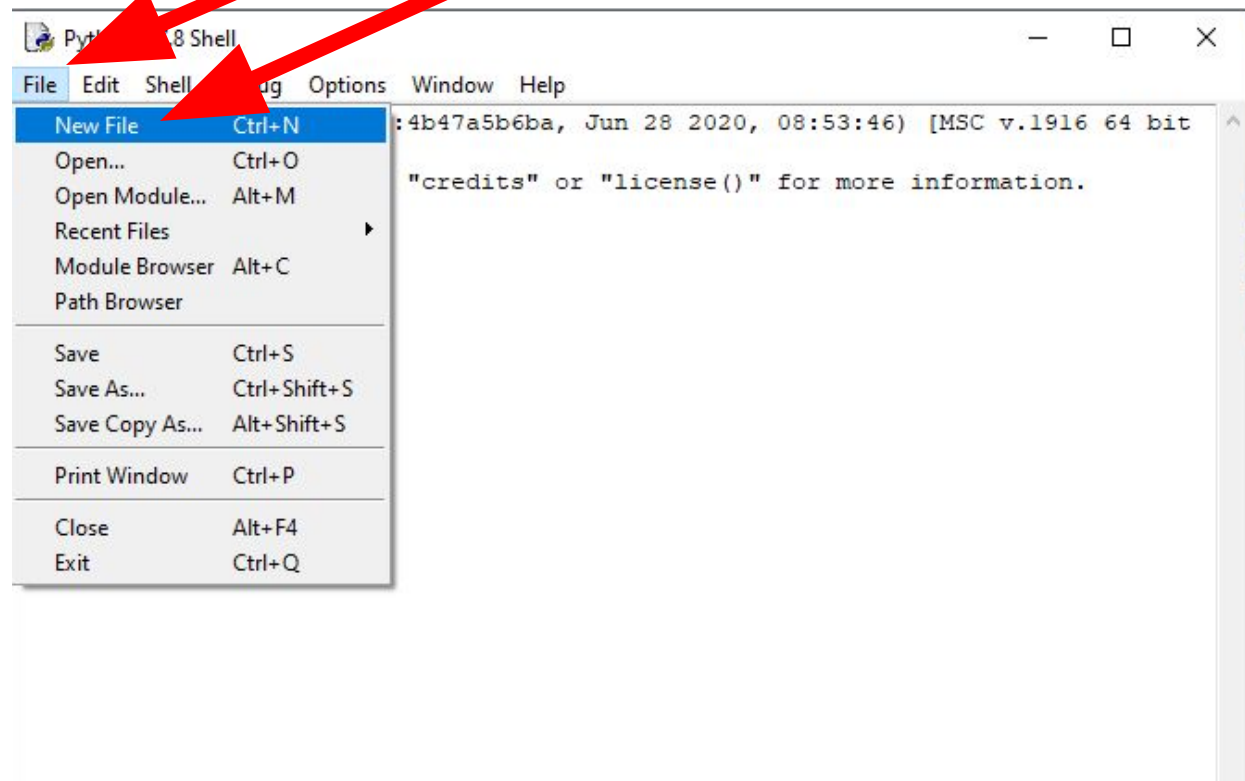 .8 Shell
File Edit Shell Options Window Help
New File Ctrl+N
:4b47a5b6ba, Jun 28 2020, 08:53:46) [MSC v.1916 64 bit
Open... Ctrl+O
"credits" or "license()" for more information.
Open Module... Alt+M
Recent Files
Module Browser Alt+C
Path Browser
Save Ctrl+S
Save As... Ctrl+Shift+S
Save Copy As... Alt+Shift+S
Print Window Ctrl+P
Close Alt+F4
Exit Ctrl+Q